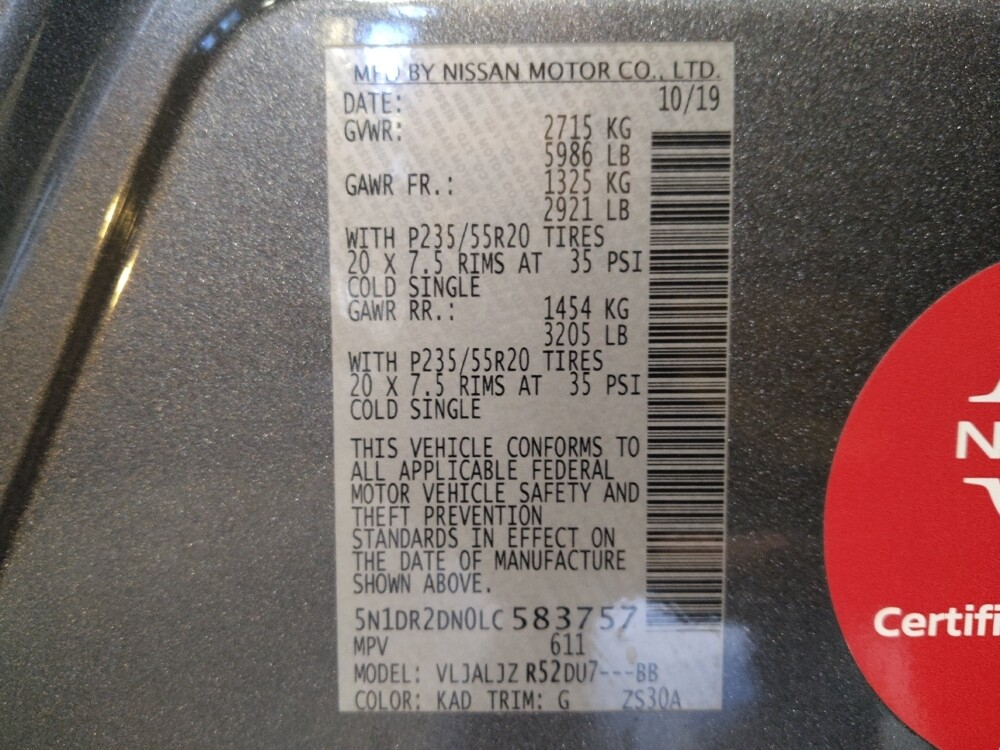 MFD BY NISSAN MOTOR CO., LTD.
DATE: 10/19
GVWR: 2715 KG
5986 LB
GAWR FR.: 1325 KG
2921 LB
WITH P235/55R20 TIRES
20 X 7.5 RIMS AT 35 PSI
COLD SINGLE
GAWR RR.: 1454 KG
3205 LB
WITH P235/55R20 TIRES
20 X 7.5 RIMS AT 35 PSI
COLD SINGLE
THIS VEHICLE CONFORMS TO
ALL APPLICABLE FEDERAL
MOTOR VEHICLE SAFETY AND
THEFT PREVENTION
STANDARDS IN EFFECT ON
THE DATE OF MANUFACTURE
SHOWN ABOVE.
5N1DR2DN0LC583757
MPV 611
MODEL: VLJALJZ R52DU7---BB
COLOR: KAD TRIM: G ZS30A
N
Certifi